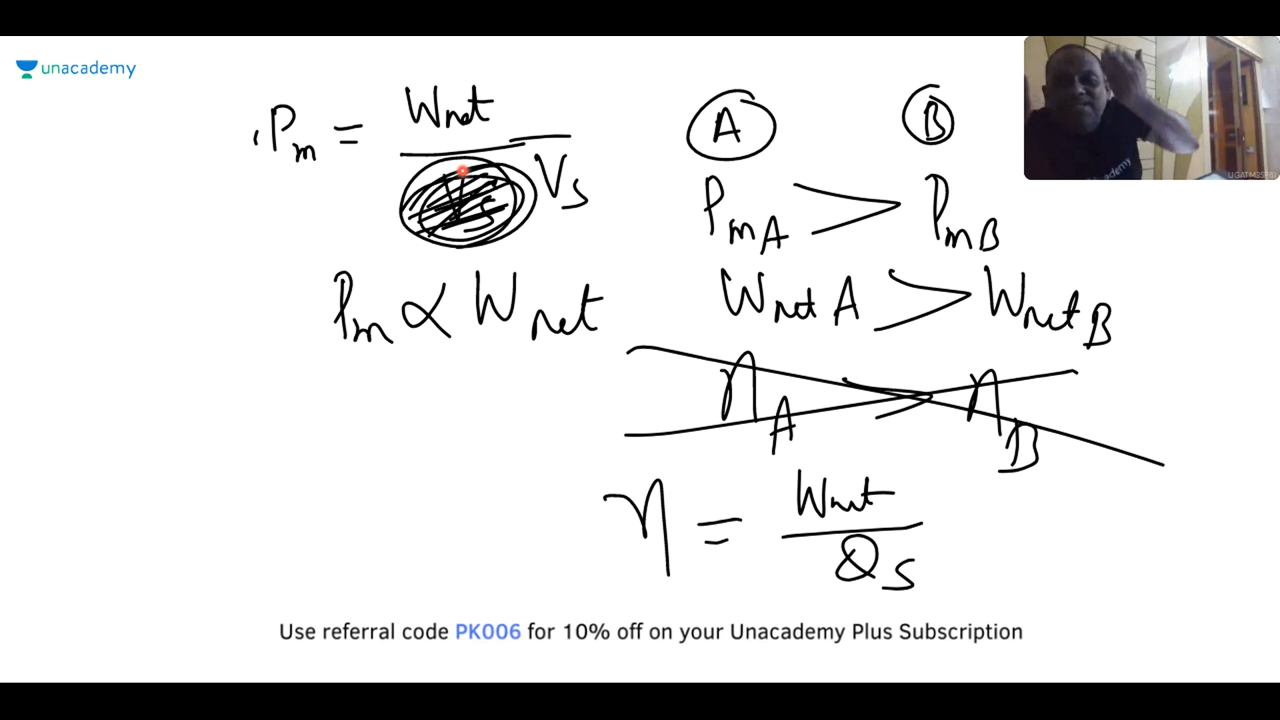 unacademy
Pm = Wnet / Vs
Pm ∝ Wnet
A B
PmA > PmB
Wnet A > Wnet B
ηA > ηB
η = Wnet / Qs
Use referral code PK006 for 10% off on your Unacademy Plus Subscription